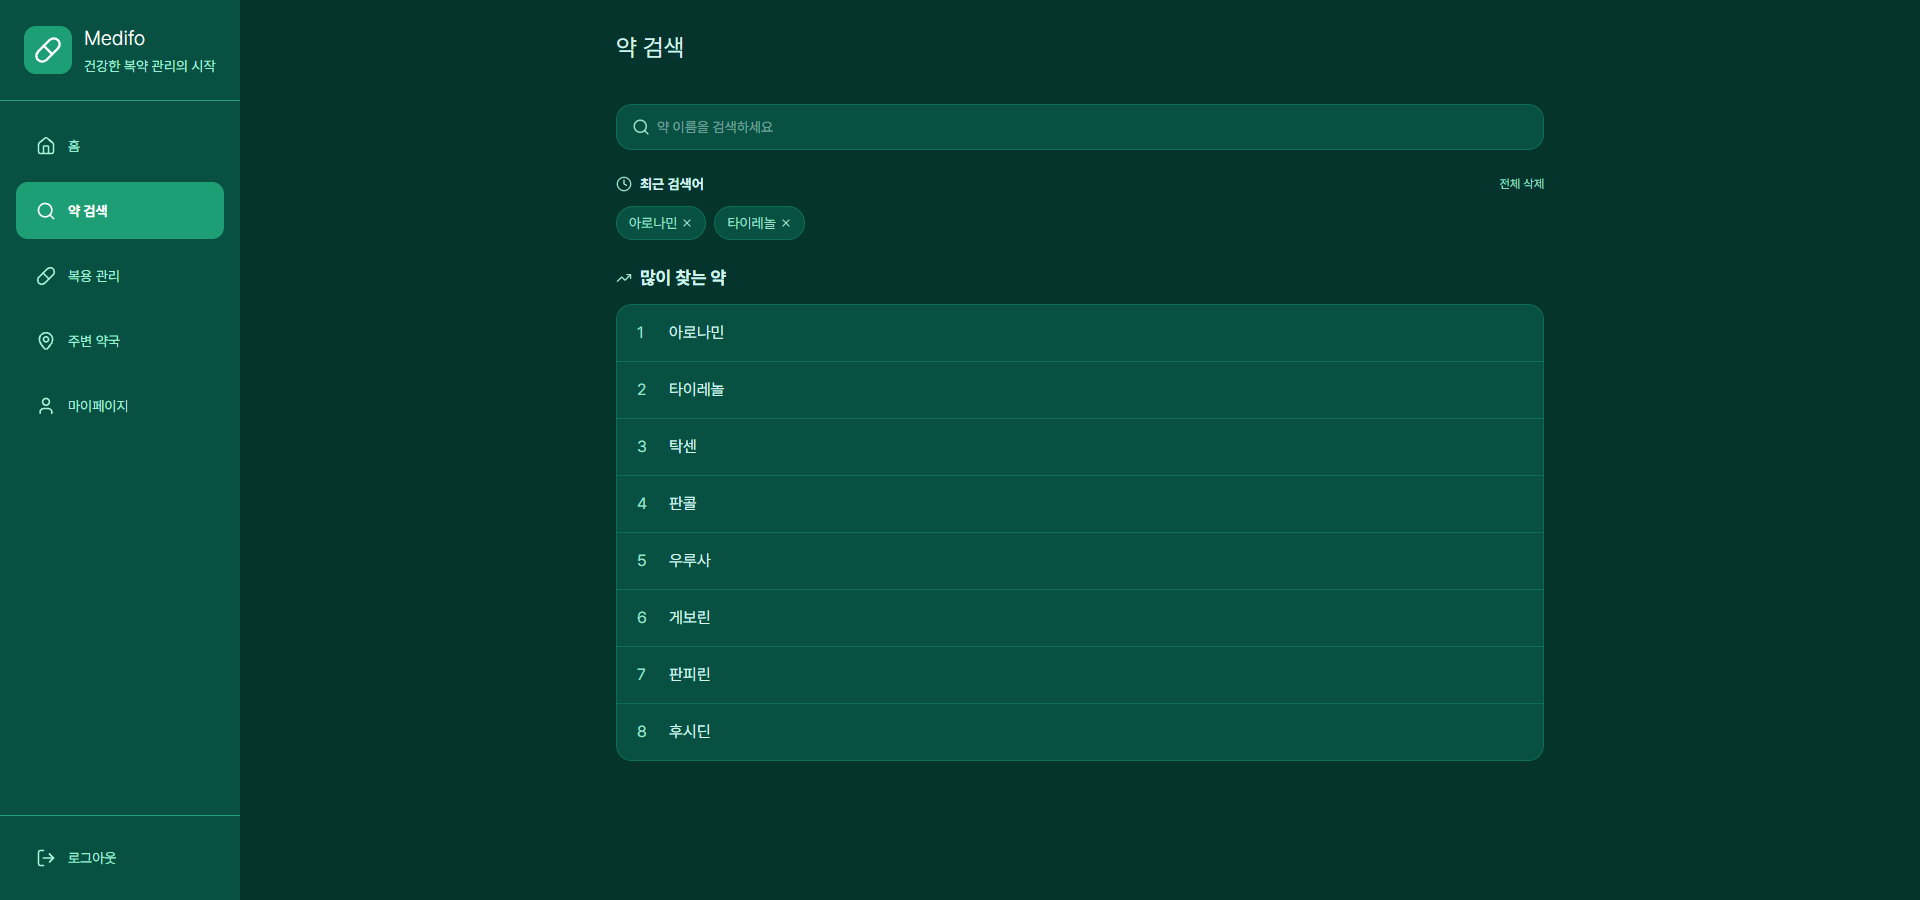 Medifo
건강한 복약 관리의 시작
홈
약 검색
복용 관리
주변 약국
마이페이지
로그아웃
약 검색
약 이름을 검색하세요
최근 검색어
전체 삭제
아로나민
타이레놀
많이 찾는 약
1 아로나민
2 타이레놀
3 탁센
4 판콜
5 우루사
6 게보린
7 판피린
8 후시딘